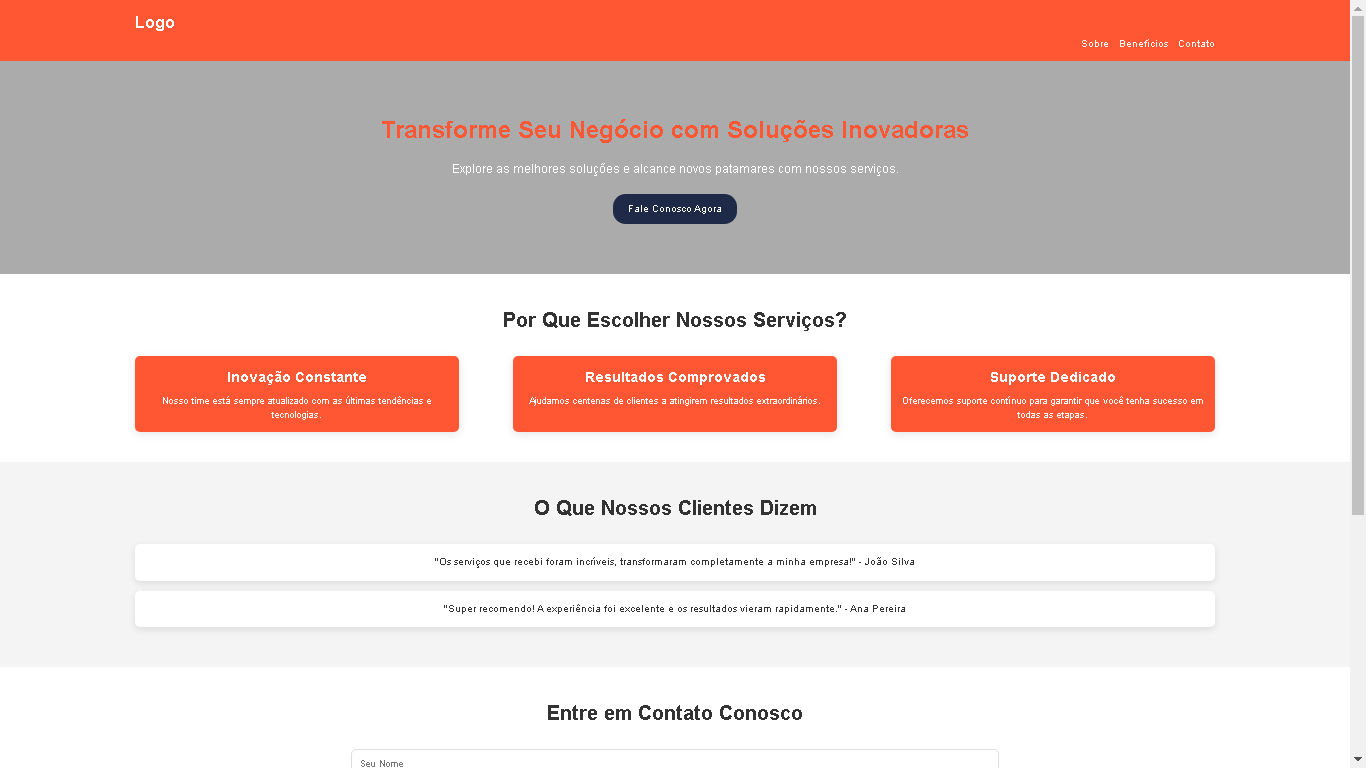 Logo
Sobre Benefícios Contato
Transforme Seu Negócio com Soluções Inovadoras
Explore as melhores soluções e alcance novos patamares com nossos serviços.
Fale Conosco Agora
Por Que Escolher Nossos Serviços?
Inovação Constante
Nosso time está sempre atualizado com as últimas tendências e
tecnologias.
Resultados Comprovados
Ajudamos centenas de clientes a atingirem resultados extraordinários.
Suporte Dedicado
Oferecemos suporte contínuo para garantir que você tenha sucesso em
todas as etapas.
O Que Nossos Clientes Dizem
"Os serviços que recebi foram incríveis, transformaram completamente a minha empresa!" - João Silva
"Super recomendo! A experiência foi excelente e os resultados vieram rapidamente." - Ana Pereira
Entre em Contato Conosco
Seu Nome